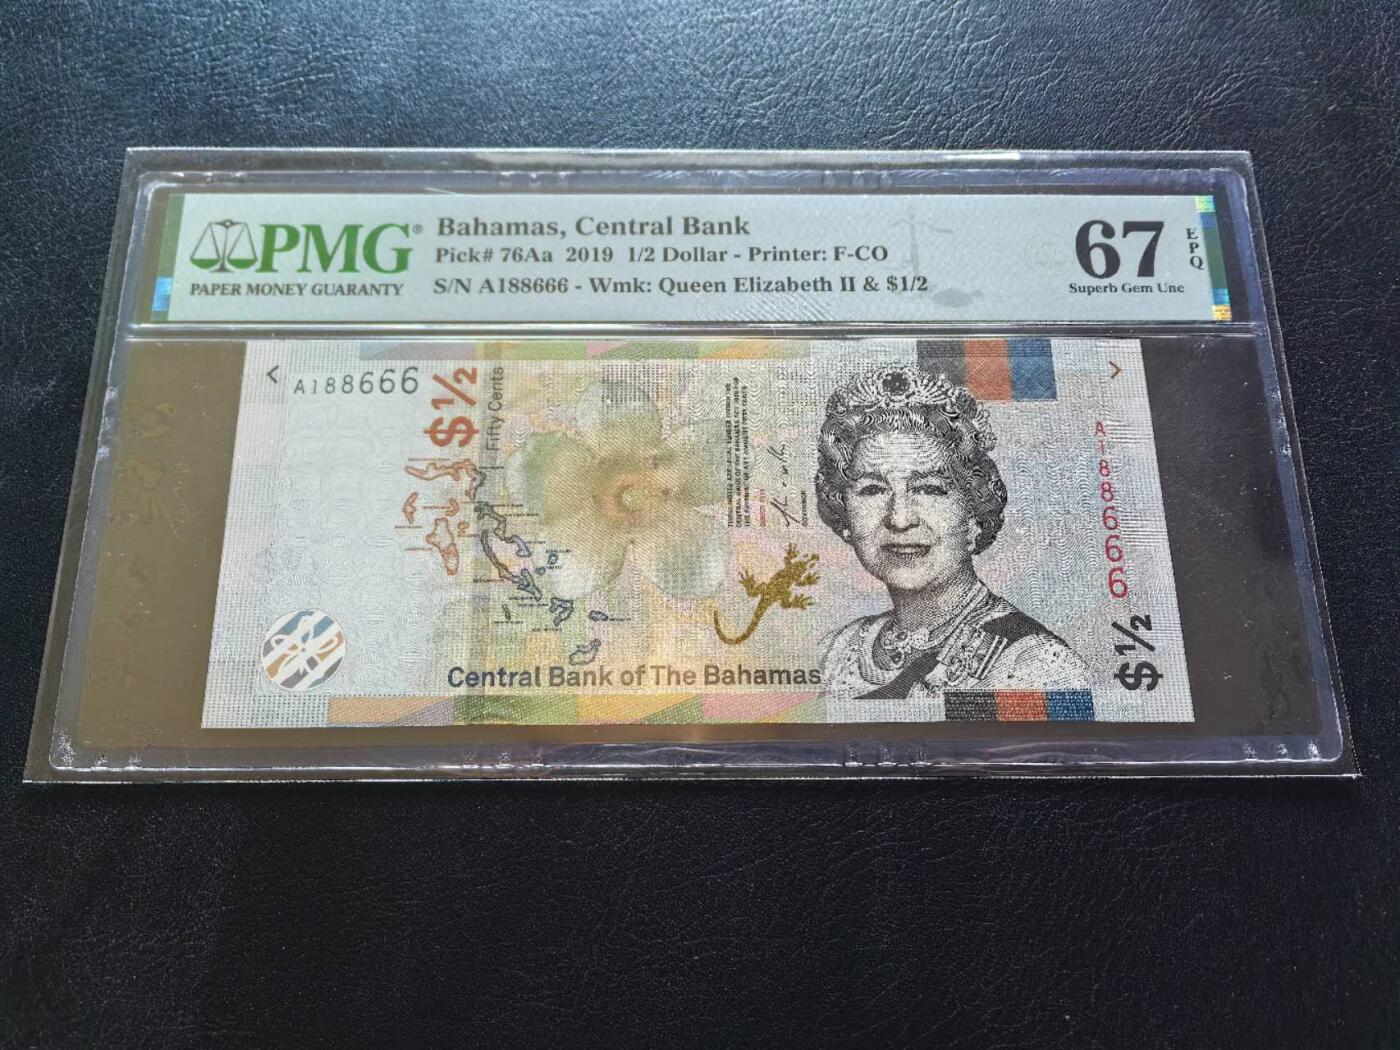 PMG®
PAPER MONEY GUARANTY
Bahamas, Central Bank
Pick# 76Aa 2019 1/2 Dollar - Printer: F-CO
S/N A188666 - Wmk: Queen Elizabeth II & $1/2
67
EPQ
Superb Gem Unc
< A188666
$½
Fifty Cents
>
A188666
$½
GOVERNOR
Central Bank of The Bahamas